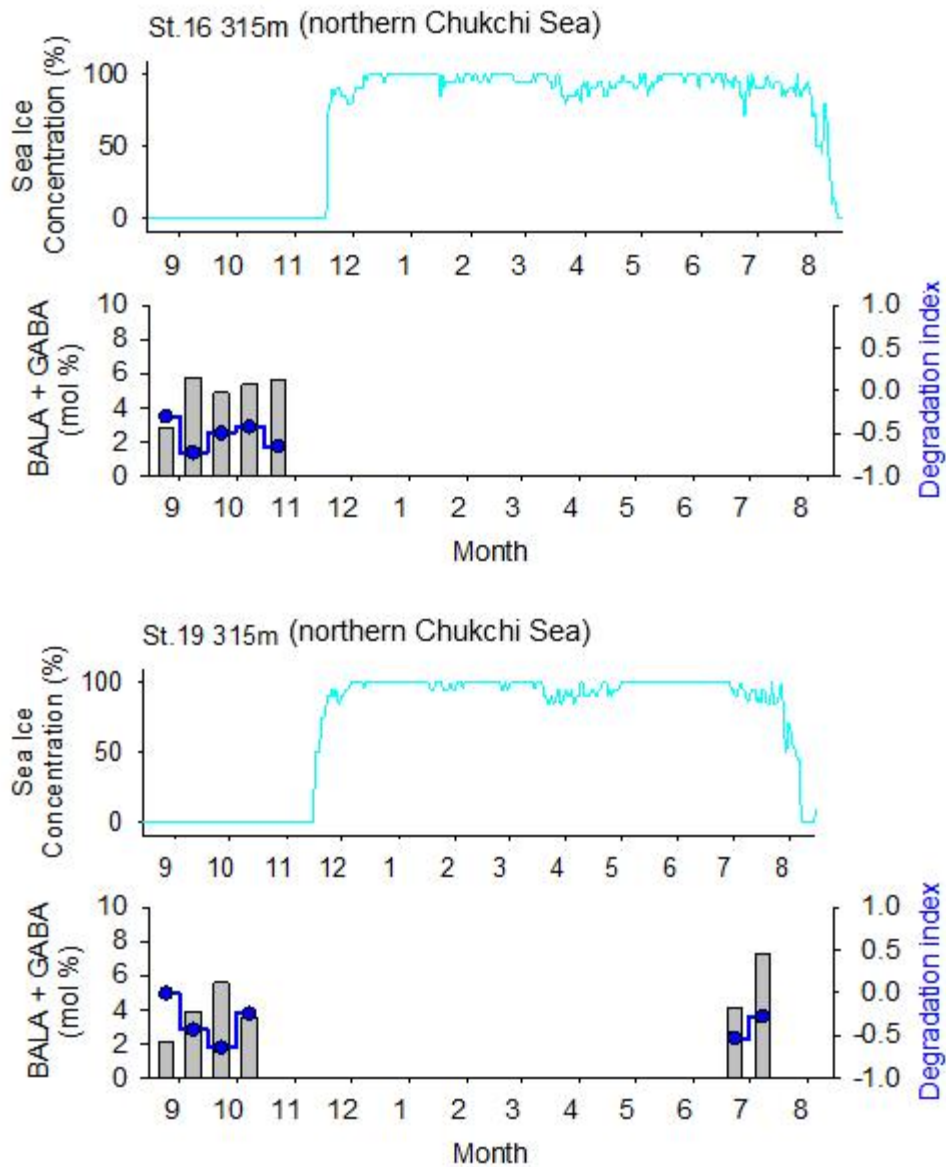 St.16 315m (northern Chukchi Sea)
Sea Ice
Concentration (%)
100
50
0
9 10 11 12 1 2 3 4 5 6 7 8
BALA + GABA
(mol %)
10
8
6
4
2
0
1.0
0.5
0.0
-0.5
-1.0
Degradation index
9 10 11 12 1 2 3 4 5 6 7 8
Month
St.19 315m (northern Chukchi Sea)
Sea Ice
Concentration (%)
100
50
0
9 10 11 12 1 2 3 4 5 6 7 8
BALA + GABA
(mol %)
10
8
6
4
2
0
1.0
0.5
0.0
-0.5
-1.0
Degradation index
9 10 11 12 1 2 3 4 5 6 7 8
Month